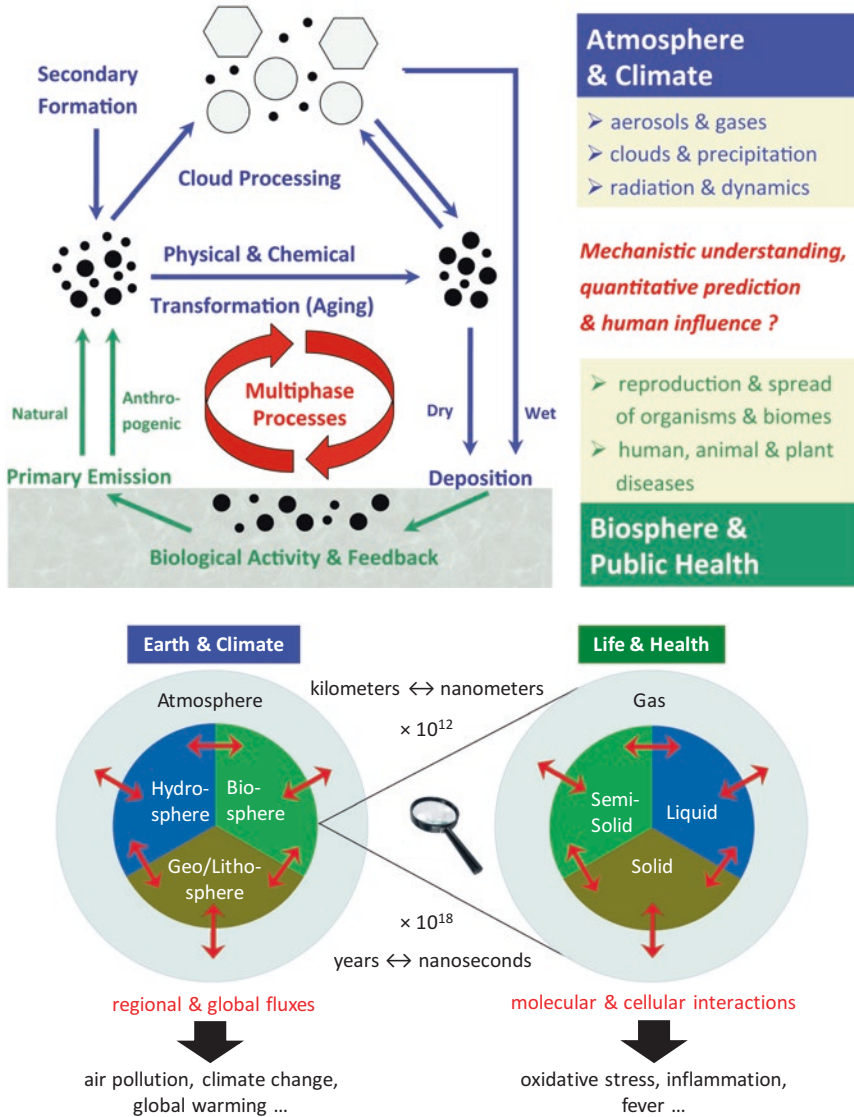 Secondary
Formation
Cloud Processing
Physical & Chemical
Transformation (Aging)
Multiphase
Processes
Natural
Anthro-
pogenic
Primary Emission
Dry
Wet
Deposition
Biological Activity & Feedback
Atmosphere
& Climate
➢ aerosols & gases
➢ clouds & precipitation
➢ radiation & dynamics
Mechanistic understanding,
quantitative prediction
& human influence ?
➢ reproduction & spread
of organisms & biomes
➢ human, animal & plant
diseases
Biosphere &
Public Health
Earth & Climate
Atmosphere
Hydro-
sphere
Bio-
sphere
Geo/Litho-
sphere
regional & global fluxes
air pollution, climate change,
global warming ...
kilometers ↔ nanometers
× 10¹²
× 10¹⁸
years ↔ nanoseconds
Life & Health
Gas
Semi-
Solid
Liquid
Solid
molecular & cellular interactions
oxidative stress, inflammation,
fever ...